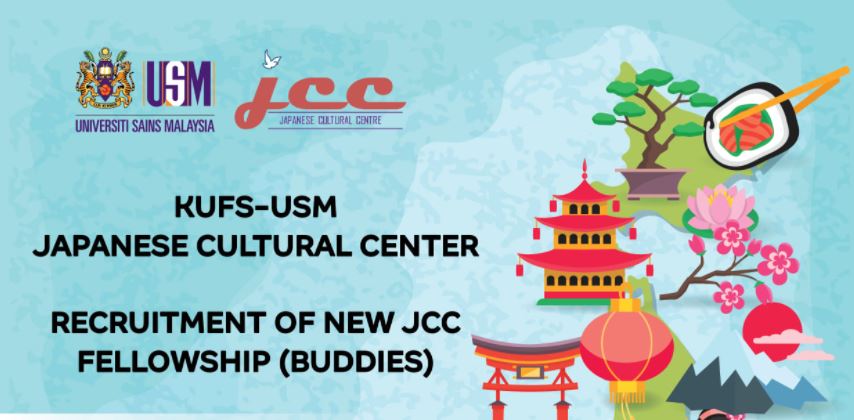 USM
UNIVERSITI SAINS MALAYSIA
jcc
JAPANESE CULTURAL CENTRE
KUFS-USM
JAPANESE CULTURAL CENTER
RECRUITMENT OF NEW JCC
FELLOWSHIP (BUDDIES)